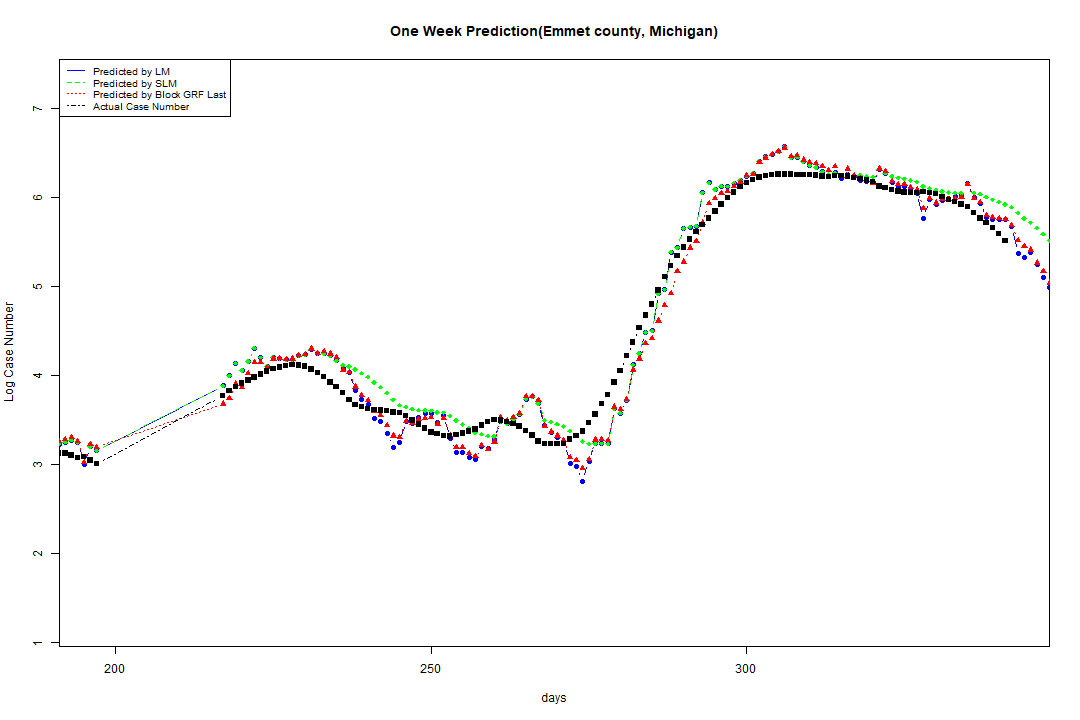 One Week Prediction(Emmet county, Michigan)
Predicted by LM
Predicted by SLM
Predicted by Block GRF Last
Actual Case Number
7
6
5
4
3
2
1
Log Case Number
200 250 300
days